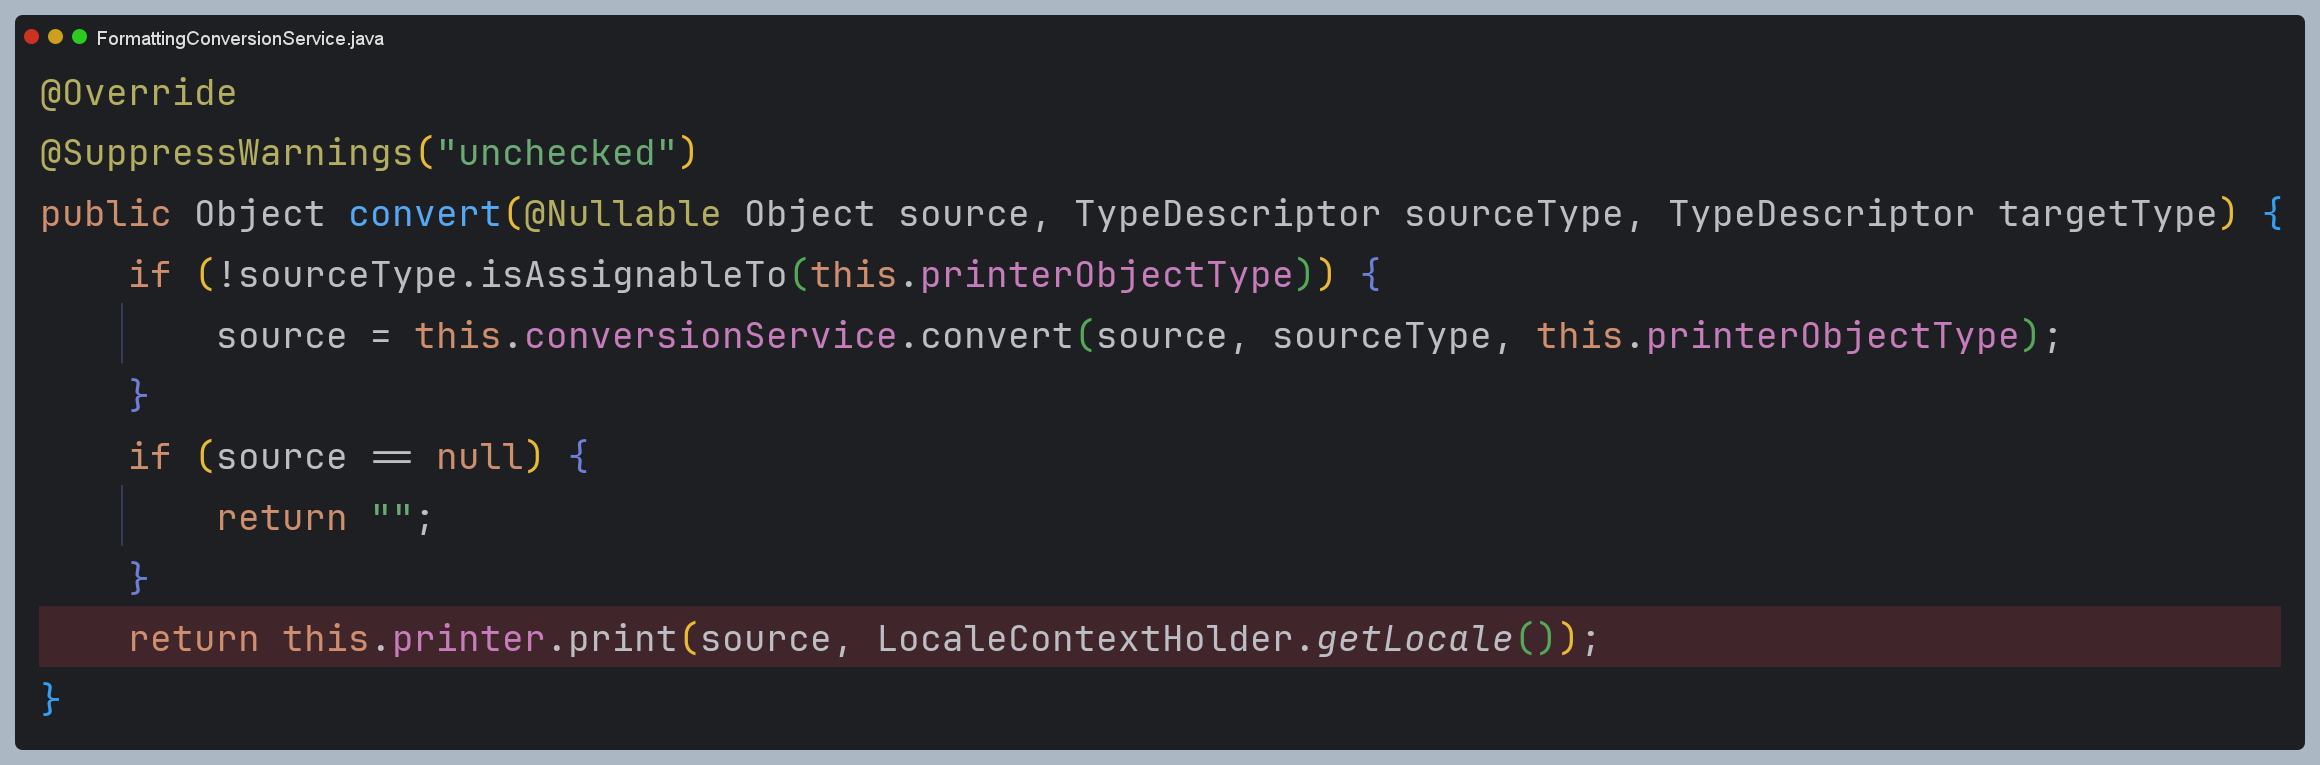 FormattingConversionService.java
@Override
@SuppressWarnings("unchecked")
public Object convert(@Nullable Object source, TypeDescriptor sourceType, TypeDescriptor targetType) {
    if (!sourceType.isAssignableTo(this.printerObjectType)) {
        source = this.conversionService.convert(source, sourceType, this.printerObjectType);
    }
    if (source == null) {
        return "";
    }
    return this.printer.print(source, LocaleContextHolder.getLocale());
}